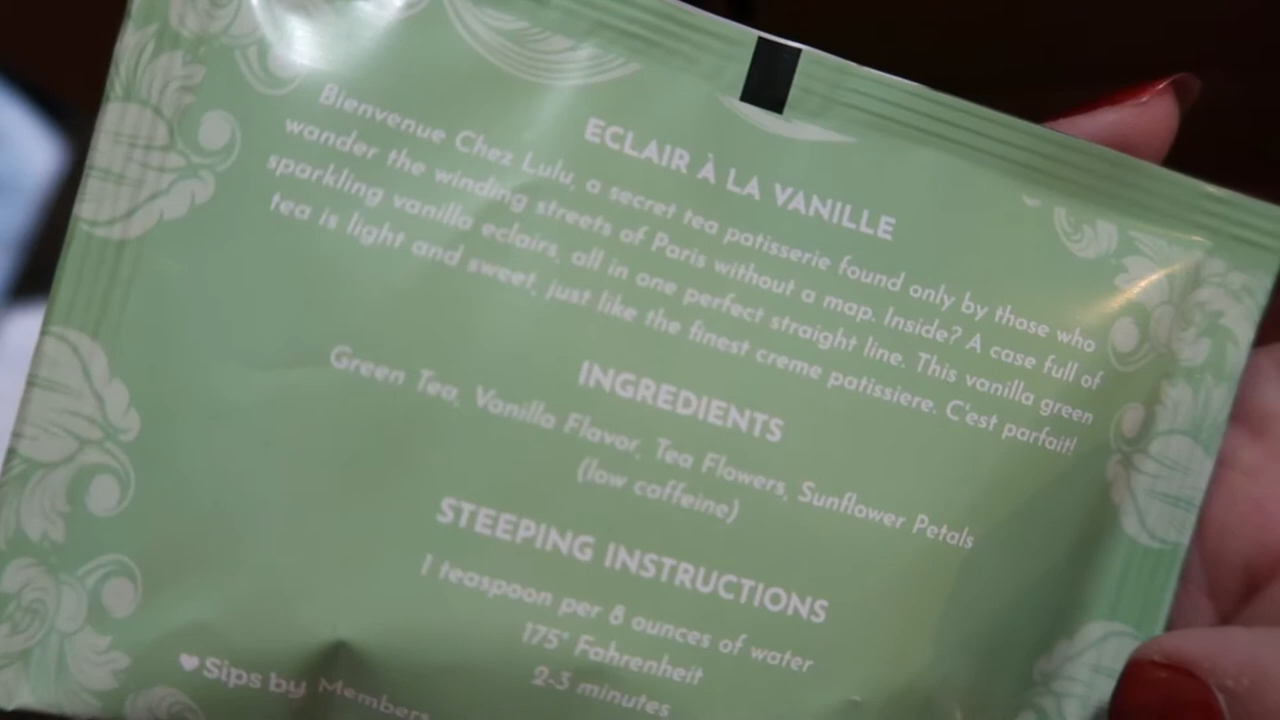 ECLAIR À LA VANILLE
Bienvenue Chez Lulu, a secret tea patisserie found only by those who
wander the winding streets of Paris without a map. Inside? A case full of
sparkling vanilla eclairs, all in one perfect straight line. This vanilla green
tea is light and sweet, just like the finest creme patissiere. C'est parfait!
INGREDIENTS
Green Tea, Vanilla Flavor, Tea Flowers, Sunflower Petals
(low caffeine)
STEEPING INSTRUCTIONS
1 teaspoon per 8 ounces of water
175° Fahrenheit
2-3 minutes
♥Sips by Members